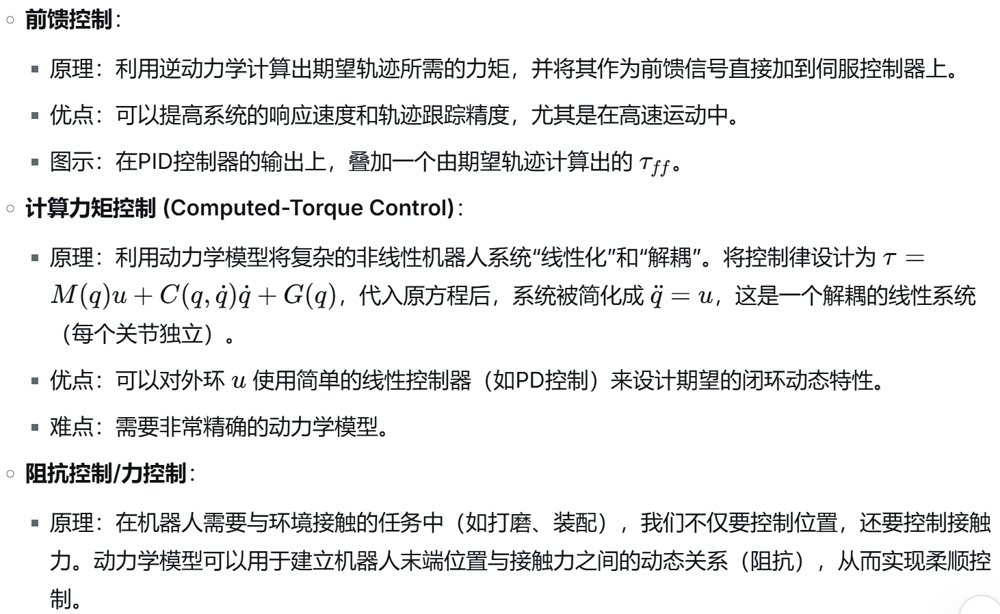 前馈控制：
原理：利用逆动力学计算出期望轨迹所需的力矩，并将其作为前馈信号直接加到伺服控制器上。
优点：可以提高系统的响应速度和轨迹跟踪精度，尤其是在高速运动中。
图示：在PID控制器的输出上，叠加一个由期望轨迹计算出的 $\tau_{ff}$。
计算力矩控制 (Computed-Torque Control)：
原理：利用动力学模型将复杂的非线性机器人系统“线性化”和“解耦”。将控制律设计为 $\tau =$
$M(q)u + C(q, \dot{q})\dot{q} + G(q)$，代入原方程后，系统被简化成 $\ddot{q} = u$，这是一个解耦的线性系统
（每个关节独立）。
优点：可以对外环 $u$ 使用简单的线性控制器（如PD控制）来设计期望的闭环动态特性。
难点：需要非常精确的动力学模型。
阻抗控制/力控制：
原理：在机器人需要与环境接触的任务中（如打磨、装配），我们不仅要控制位置，还要控制接触
力。动力学模型可以用于建立机器人末端位置与接触力之间的动态关系（阻抗），从而实现柔顺控
制。